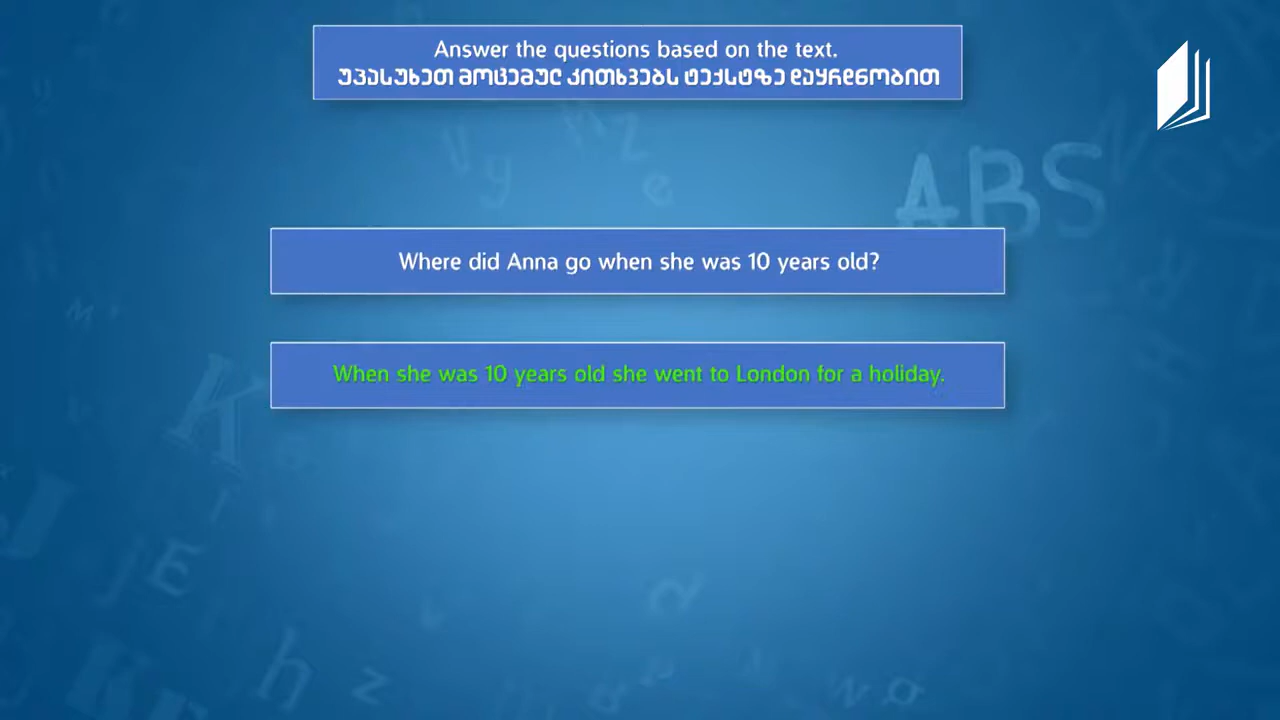 Answer the questions based on the text.
უპასუხეთ მოცემულ კითხვებს ტექსტზე დაყრდნობით
ABS
Where did Anna go when she was 10 years old?
When she was 10 years old she went to London for a holiday.